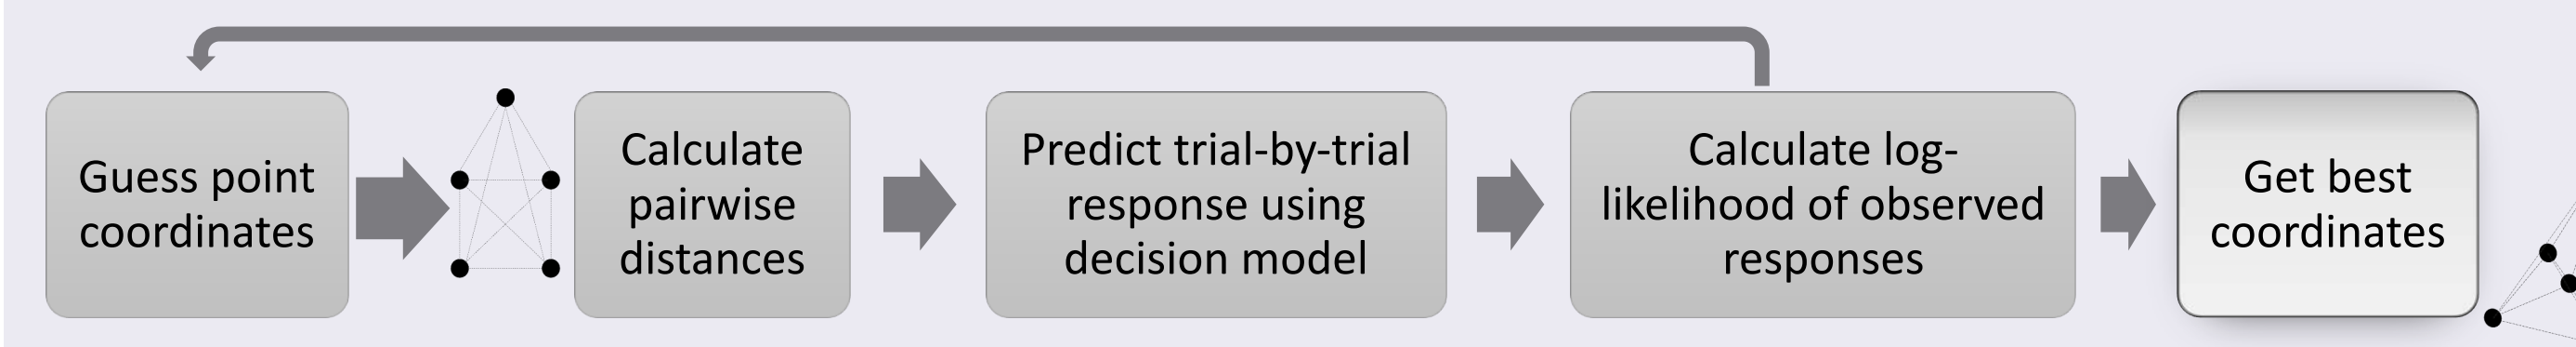 Guess point
coordinates
Calculate
pairwise
distances
Predict trial-by-trial
response using
decision model
Calculate log-
likelihood of observed
responses
Get best
coordinates